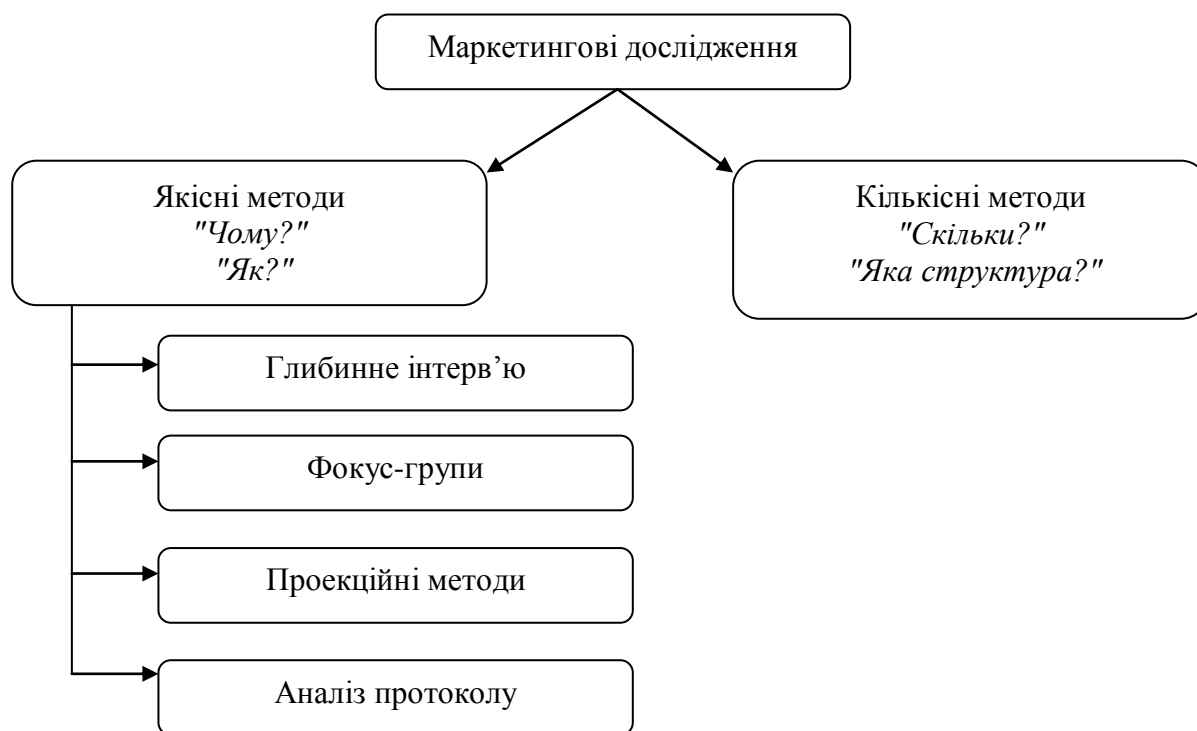 Маркетингові дослідження
Якісні методи
"Чому?"
"Як?"
Кількісні методи
"Скільки?"
"Яка структура?"
Глибинне інтерв’ю
Фокус-групи
Проекційні методи
Аналіз протоколу